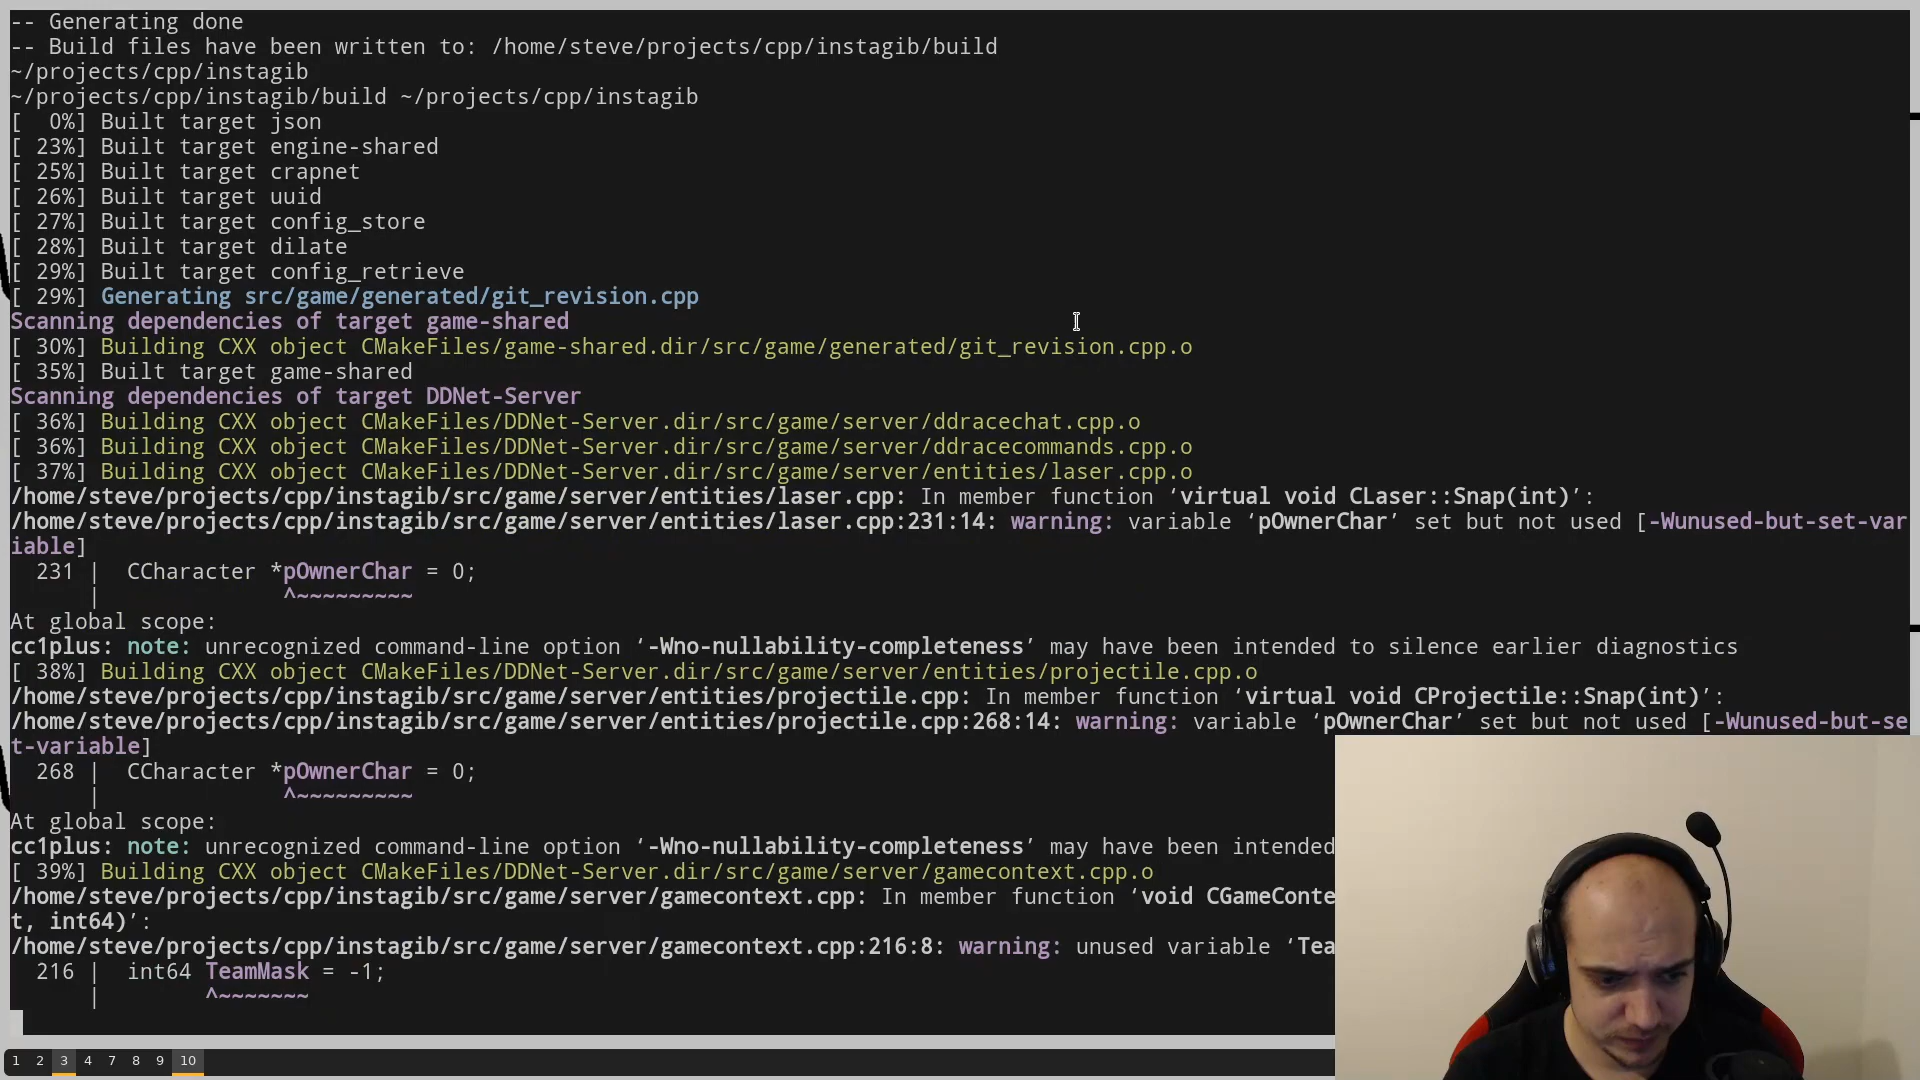 -- Generating done
-- Build files have been written to: /home/steve/projects/cpp/instagib/build
~/projects/cpp/instagib
~/projects/cpp/instagib/build ~/projects/cpp/instagib
[  0%] Built target json
[ 23%] Built target engine-shared
[ 25%] Built target crapnet
[ 26%] Built target uuid
[ 27%] Built target config_store
[ 28%] Built target dilate
[ 29%] Built target config_retrieve
[ 29%] Generating src/game/generated/git_revision.cpp
Scanning dependencies of target game-shared
[ 30%] Building CXX object CMakeFiles/game-shared.dir/src/game/generated/git_revision.cpp.o
[ 35%] Built target game-shared
Scanning dependencies of target DDNet-Server
[ 36%] Building CXX object CMakeFiles/DDNet-Server.dir/src/game/server/ddracechat.cpp.o
[ 36%] Building CXX object CMakeFiles/DDNet-Server.dir/src/game/server/ddracecommands.cpp.o
[ 37%] Building CXX object CMakeFiles/DDNet-Server.dir/src/game/server/entities/laser.cpp.o
/home/steve/projects/cpp/instagib/src/game/server/entities/laser.cpp: In member function ‘virtual void CLaser::Snap(int)’:
/home/steve/projects/cpp/instagib/src/game/server/entities/laser.cpp:231:14: warning: variable ‘pOwnerChar’ set but not used [-Wunused-but-set-var
iable]
  231 |  CCharacter *pOwnerChar = 0;
      |              ^~~~~~~~~~
At global scope:
cc1plus: note: unrecognized command-line option ‘-Wno-nullability-completeness’ may have been intended to silence earlier diagnostics
[ 38%] Building CXX object CMakeFiles/DDNet-Server.dir/src/game/server/entities/projectile.cpp.o
/home/steve/projects/cpp/instagib/src/game/server/entities/projectile.cpp: In member function ‘virtual void CProjectile::Snap(int)’:
/home/steve/projects/cpp/instagib/src/game/server/entities/projectile.cpp:268:14: warning: variable ‘pOwnerChar’ set but not used [-Wunused-but-se
t-variable]
  268 |  CCharacter *pOwnerChar = 0;
      |              ^~~~~~~~~~
At global scope:
cc1plus: note: unrecognized command-line option ‘-Wno-nullability-completeness’ may have been intended
[ 39%] Building CXX object CMakeFiles/DDNet-Server.dir/src/game/server/gamecontext.cpp.o
/home/steve/projects/cpp/instagib/src/game/server/gamecontext.cpp: In member function ‘void CGameConte
t, int64)’:
/home/steve/projects/cpp/instagib/src/game/server/gamecontext.cpp:216:8: warning: unused variable ‘Tea
  216 |  int64 TeamMask = -1;
      |        ^~~~~~~~
1 2 3 4 7 8 9 10